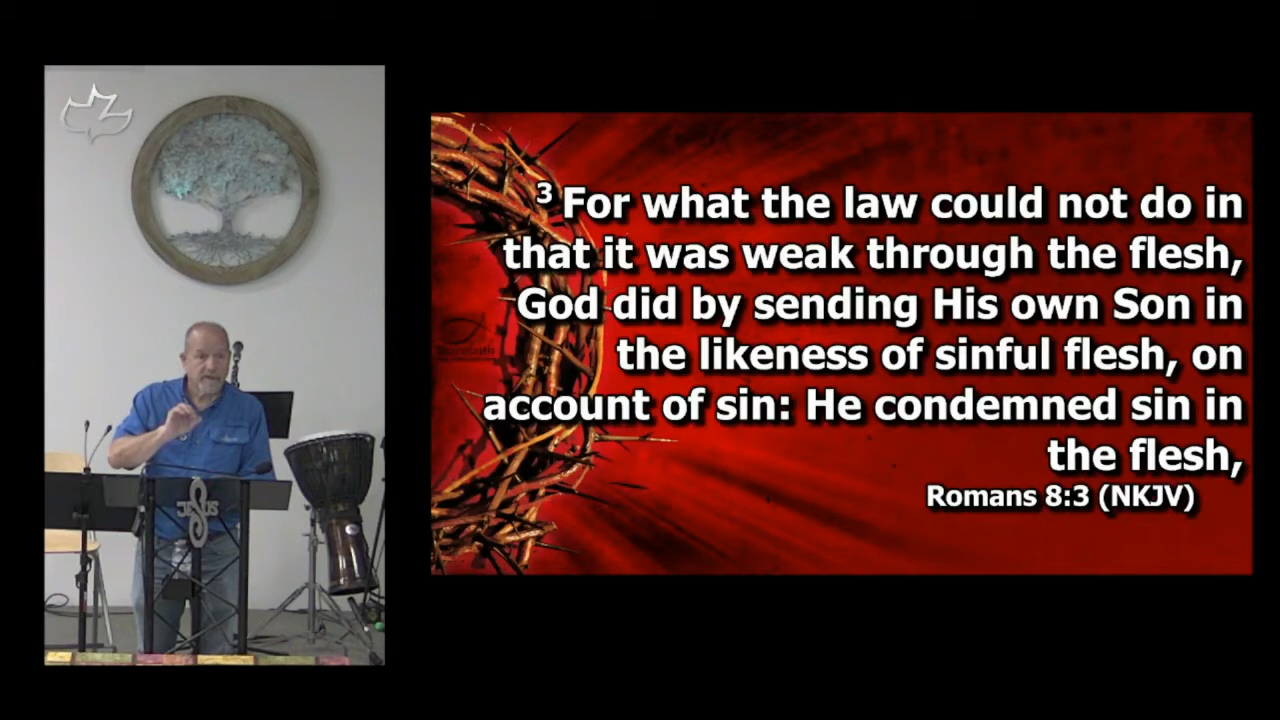 JESUS
3 For what the law could not do in
that it was weak through the flesh,
God did by sending His own Son in
the likeness of sinful flesh, on
account of sin: He condemned sin in
the flesh,
Romans 8:3 (NKJV)